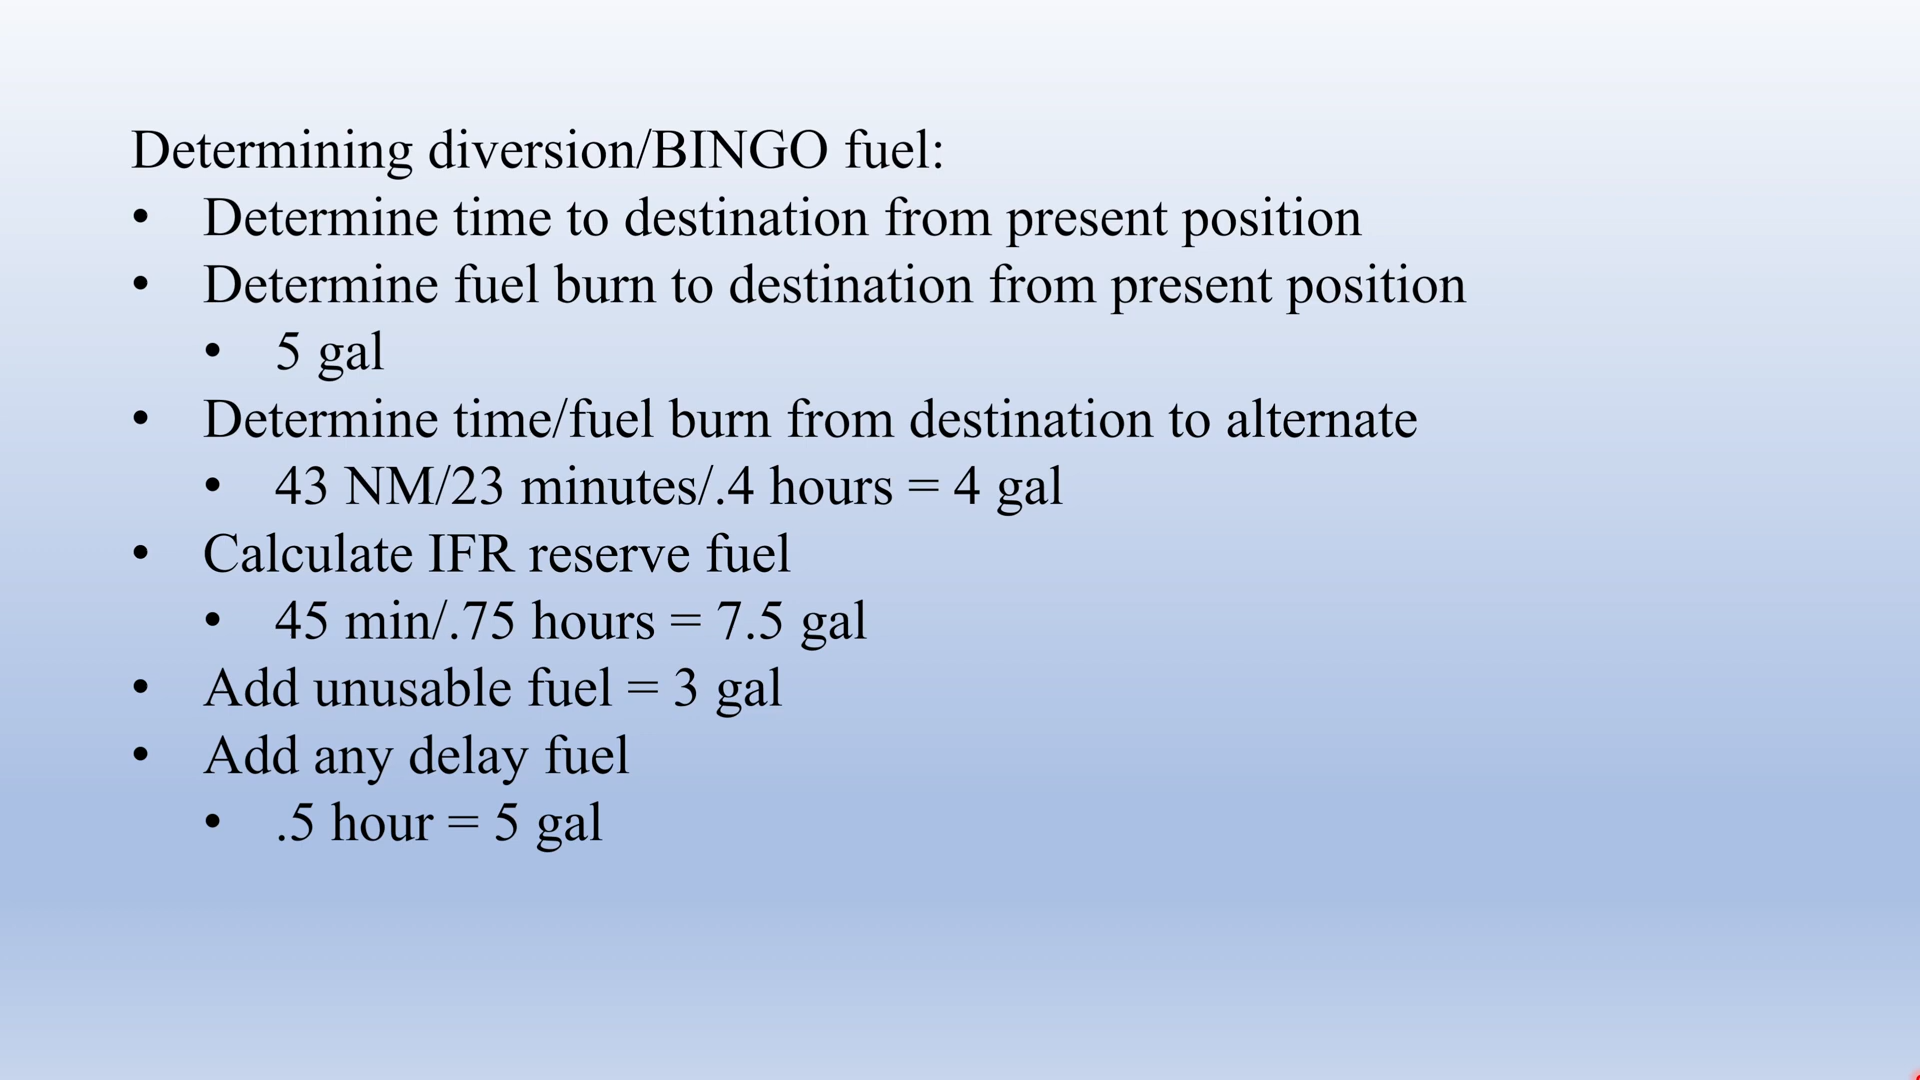 Determining diversion/BINGO fuel:
• Determine time to destination from present position
• Determine fuel burn to destination from present position
• 5 gal
• Determine time/fuel burn from destination to alternate
• 43 NM/23 minutes/.4 hours = 4 gal
• Calculate IFR reserve fuel
• 45 min/.75 hours = 7.5 gal
• Add unusable fuel = 3 gal
• Add any delay fuel
• .5 hour = 5 gal